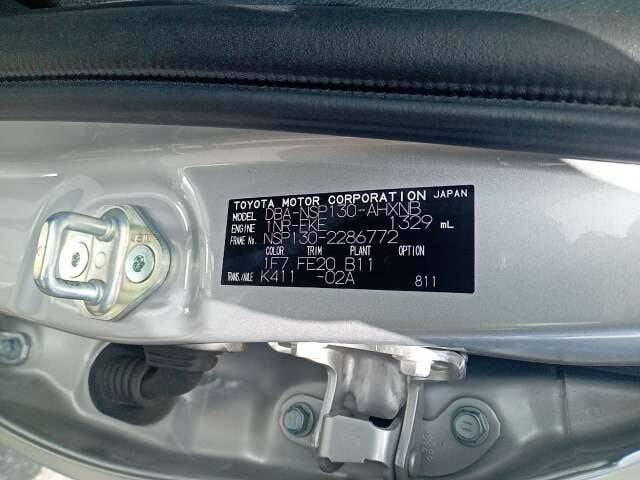 TOYOTA MOTOR CORPORATION JAPAN
MODEL DBA-NSP130-AHXNB
ENGINE 1NR-FKE 1329 mL
FRAME No. NSP130-2286772
COLOR TRIM PLANT OPTION
1F7 FE20 B11
TRANS./AXLE K411 -02A 811